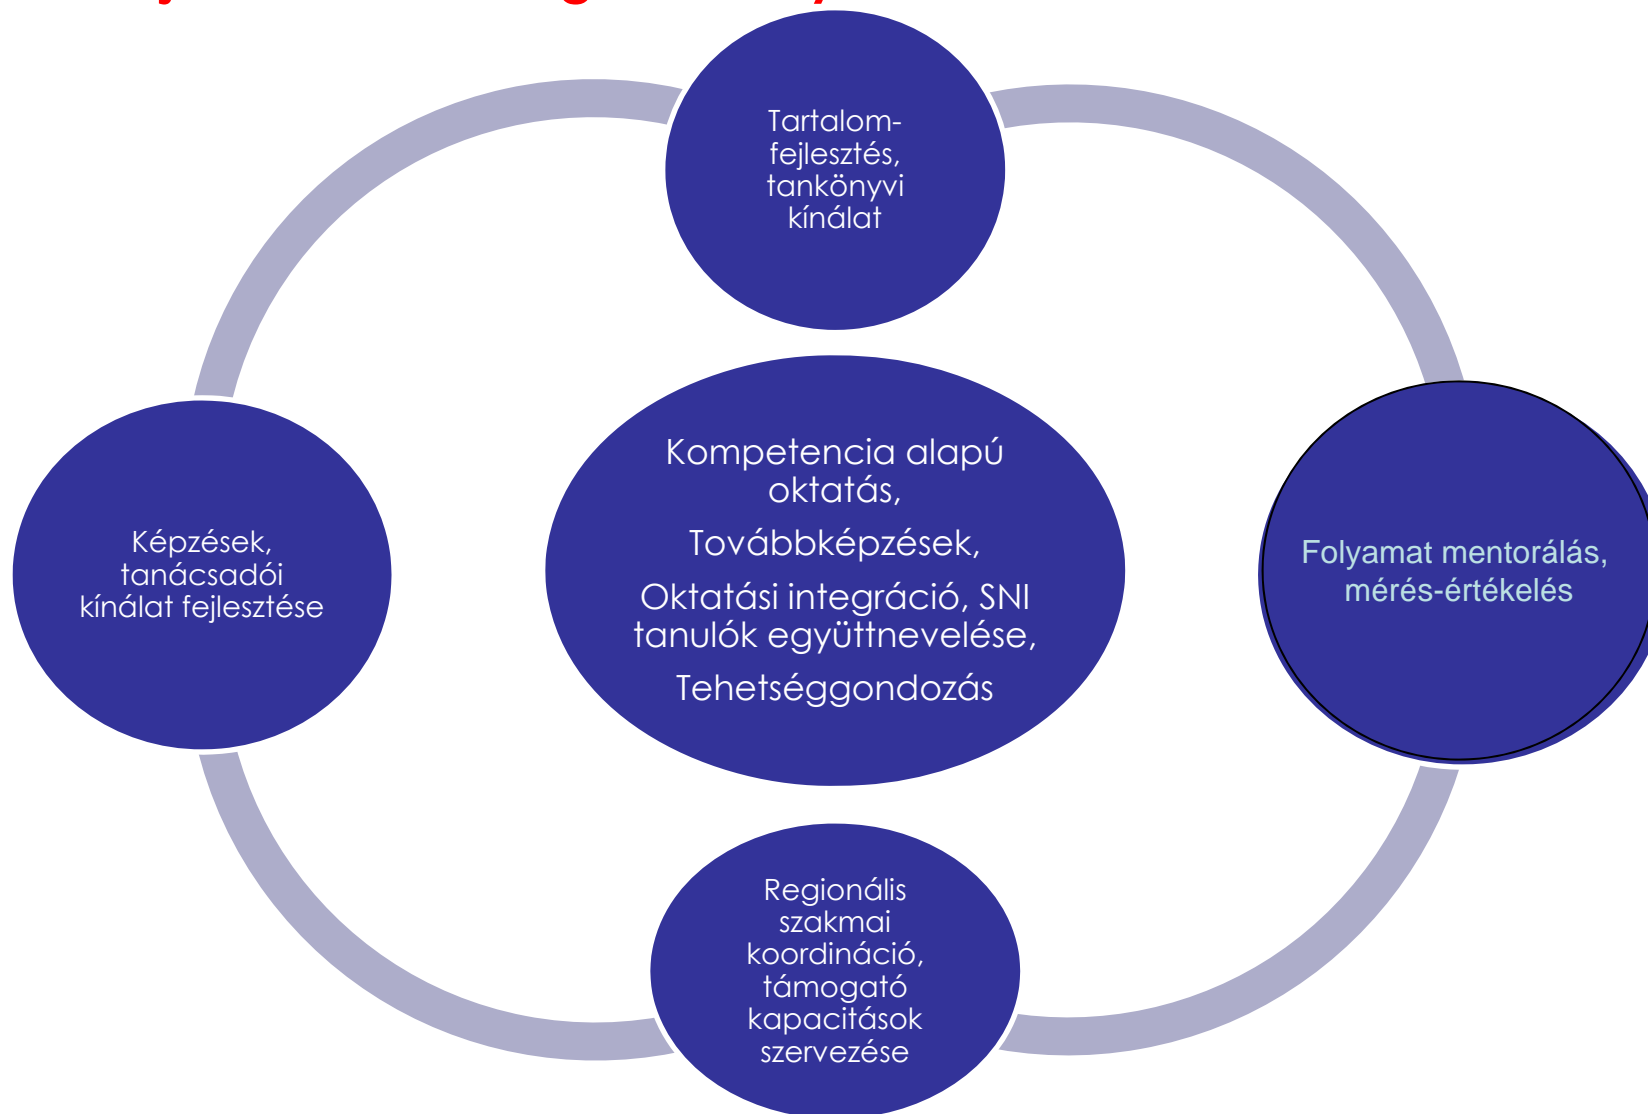 Tartalom-
fejlesztés,
tankönyvi
kínálat
Kompetencia alapú
oktatás,
Továbbképzések,
Oktatási integráció, SNI
tanulók együttnevelése,
Tehetséggondozás
Képzések,
tanácsadói
kínálat fejlesztése
Folyamat mentorálás,
mérés-értékelés
Regionális
szakmai
koordináció,
támogató
kapacitások
szervezése